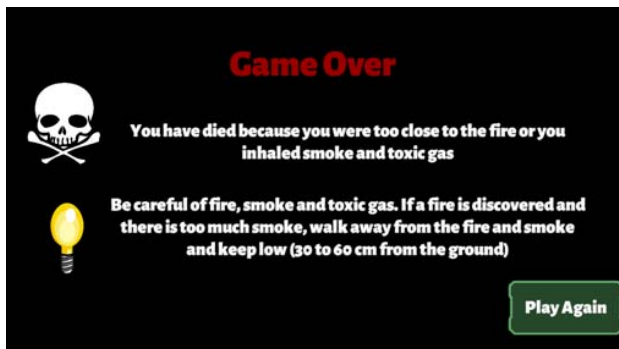 Game Over
You have died because you were too close to the fire or you
inhaled smoke and toxic gas
Be careful of fire, smoke and toxic gas. If a fire is discovered and
there is too much smoke, walk away from the fire and smoke
and keep low (30 to 60 cm from the ground)
Play Again